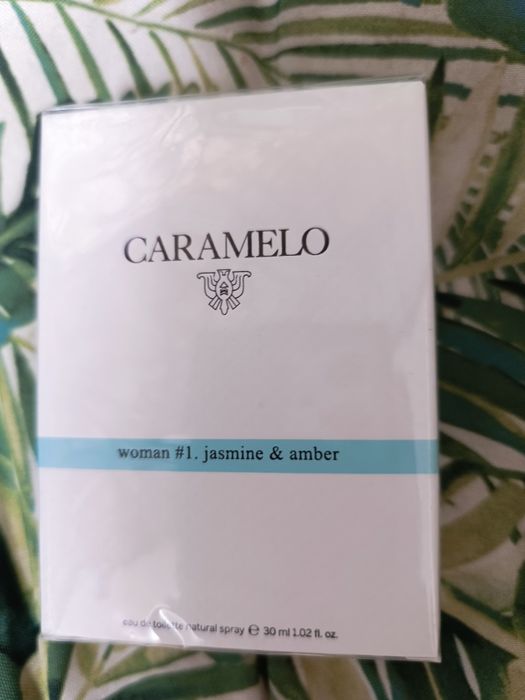 CARAMELO
woman #1. jasmine & amber
eau de toilette natural spray ℮ 30 ml 1.02 fl. oz.